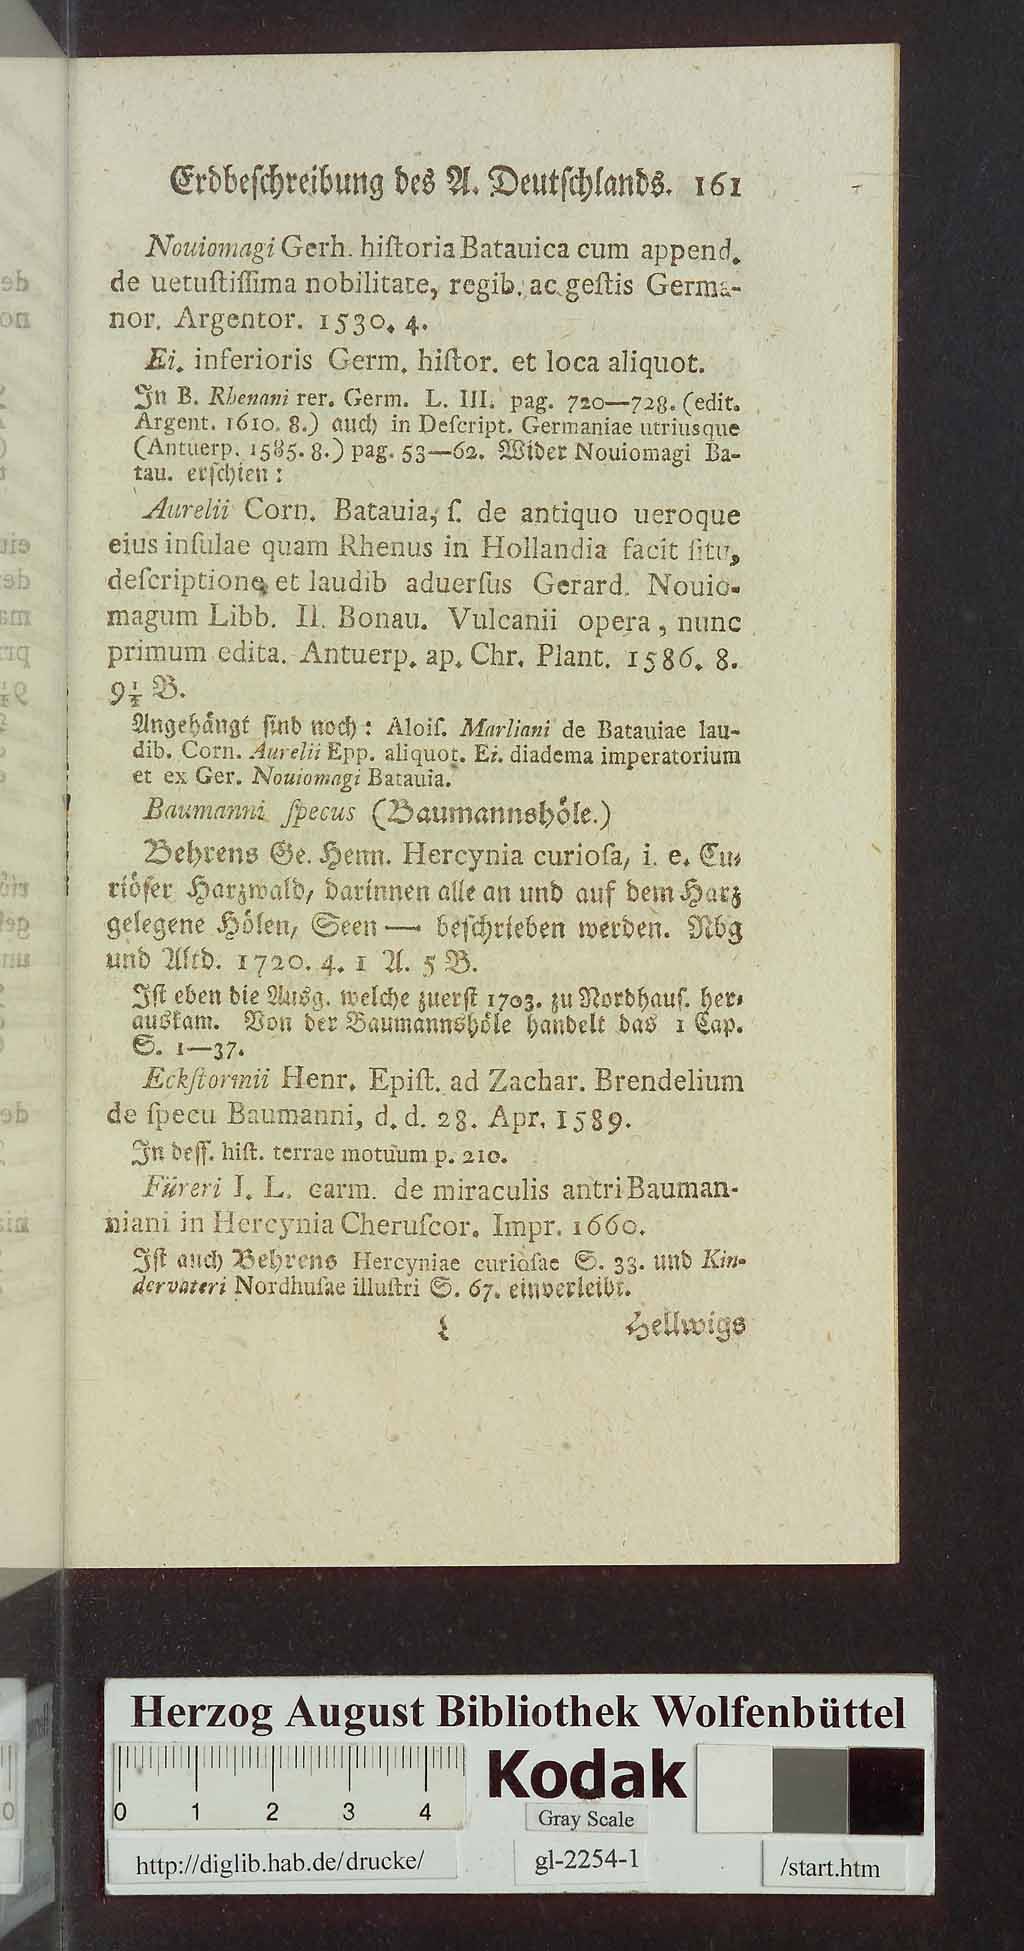 Erdbeſchreibung des A. Deutſchlands. 161
Nouiomagi Gerh. hiſtoria Batauica cum append.
de uetuſtiſſima nobilitate, regib. ac geſtis Germa-
nor. Argentor. 1530. 4.
Ei. inferioris Germ. hiſtor. et loca aliquot.
In B. Rhenani rer. Germ. L. III. pag. 720—728. (edit.
Argent. 1610. 8.) auch in Deſcript. Germaniae utriusque
(Antuerp. 1585. 8.) pag. 53—62. Wider Nouiomagi Ba-
tau. erſchien:
Aurelii Corn. Batauia, ſ. de antiquo ueroque
eius inſulae quam Rhenus in Hollandia facit ſitu,
deſcriptione et laudib aduerſus Gerard. Nouio-
magum Libb. II. Bonau. Vulcanii opera, nunc
primum edita. Antuerp. ap. Chr. Plant. 1586. 8.
9½ B.
Angehängt ſind noch: Aloiſ. Marliani de Batauiae lau-
dib. Corn. Aurelii Epp. aliquot. Ei. diadema imperatorium
et ex Ger. Nouiomagi Batauia.
Baumanni ſpecus (Baumannshöle.)
Behrens Ge. Henn. Hercynia curioſa, i. e. Cu-
riöſer Harzwald, darinnen alle an und auf dem Harz
gelegene Hölen, Seen — beſchrieben werden. Nbg
und Altd. 1720. 4. 1 A. 5 B.
Iſt eben die Ausg. welche zuerſt 1703. zu Nordhauſ. her-
auskam. Von der Baumannshöle handelt das 1 Cap.
S. 1—37.
Eckſtormii Henr. Epiſt. ad Zachar. Brendelium
de ſpecu Baumanni, d. d. 28. Apr. 1589.
In deſſ. hiſt. terrae motuum p. 210.
Füreri I. L. carm. de miraculis antri Bauman-
niani in Hercynia Cheruſcor. Impr. 1660.
Iſt auch Behrens Hercyniae curioſae S. 33. und Kin-
dervateri Nordhuſae illuſtri S. 67. einverleibt.
L Hellwigs
Herzog August Bibliothek Wolfenbüttel
0 1 2 3 4
Kodak
Gray Scale
http://diglib.hab.de/drucke/ gl-2254-1 /start.htm